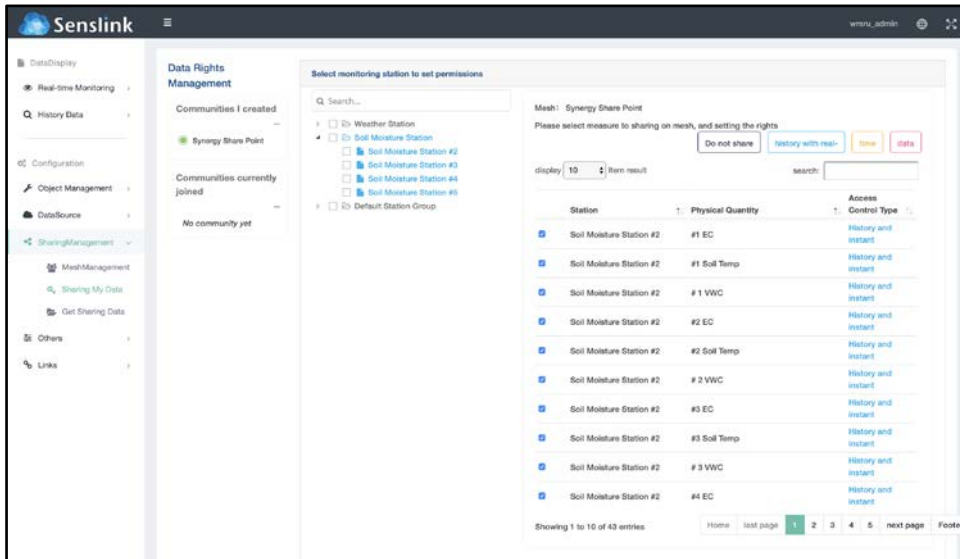 Senslink
wmru_admin
DataDisplay
Real-time Monitoring
History Data
Configuration
Object Management
DataSource
SharingManagement
MeshManagement
Sharing My Data
Get Sharing Data
Others
Links
Data Rights
Management
Communities I created
Synergy Share Point
Communities currently
joined
No community yet
Select monitoring station to set permissions
Search...
Weather Station
Soil Moisture Station
Soil Moisture Station #2
Soil Moisture Station #3
Soil Moisture Station #4
Soil Moisture Station #5
Default Station Group
Mesh: Synergy Share Point
Please select measure to sharing on mesh, and setting the rights
Do not share history with real- time data
display 10 Item result search:
Station Physical Quantity Access
Control Type
Soil Moisture Station #2 #1 EC History and
instant
Soil Moisture Station #2 #1 Soil Temp History and
instant
Soil Moisture Station #2 # 1 VWC History and
instant
Soil Moisture Station #2 #2 EC History and
instant
Soil Moisture Station #2 #2 Soil Temp History and
instant
Soil Moisture Station #2 # 2 VWC History and
instant
Soil Moisture Station #2 #3 EC History and
instant
Soil Moisture Station #2 #3 Soil Temp History and
instant
Soil Moisture Station #2 # 3 VWC History and
instant
Soil Moisture Station #2 #4 EC History and
instant
Showing 1 to 10 of 43 entries Home last page 1 2 3 4 5 next page Foote